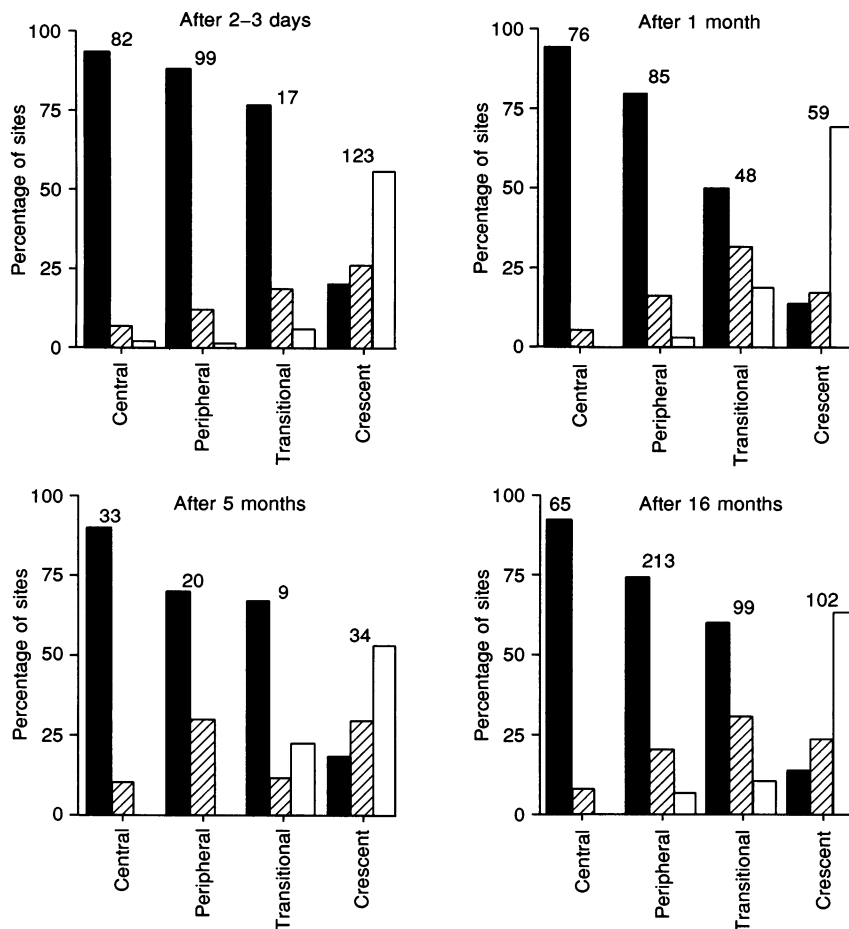 After 2–3 days
Percentage of sites
100
75
50
25
0
82
99
17
123
Central
Peripheral
Transitional
Crescent
After 1 month
Percentage of sites
100
75
50
25
0
76
85
48
59
Central
Peripheral
Transitional
Crescent
After 5 months
Percentage of sites
100
75
50
25
0
33
20
9
34
Central
Peripheral
Transitional
Crescent
After 16 months
Percentage of sites
100
75
50
25
0
65
213
99
102
Central
Peripheral
Transitional
Crescent